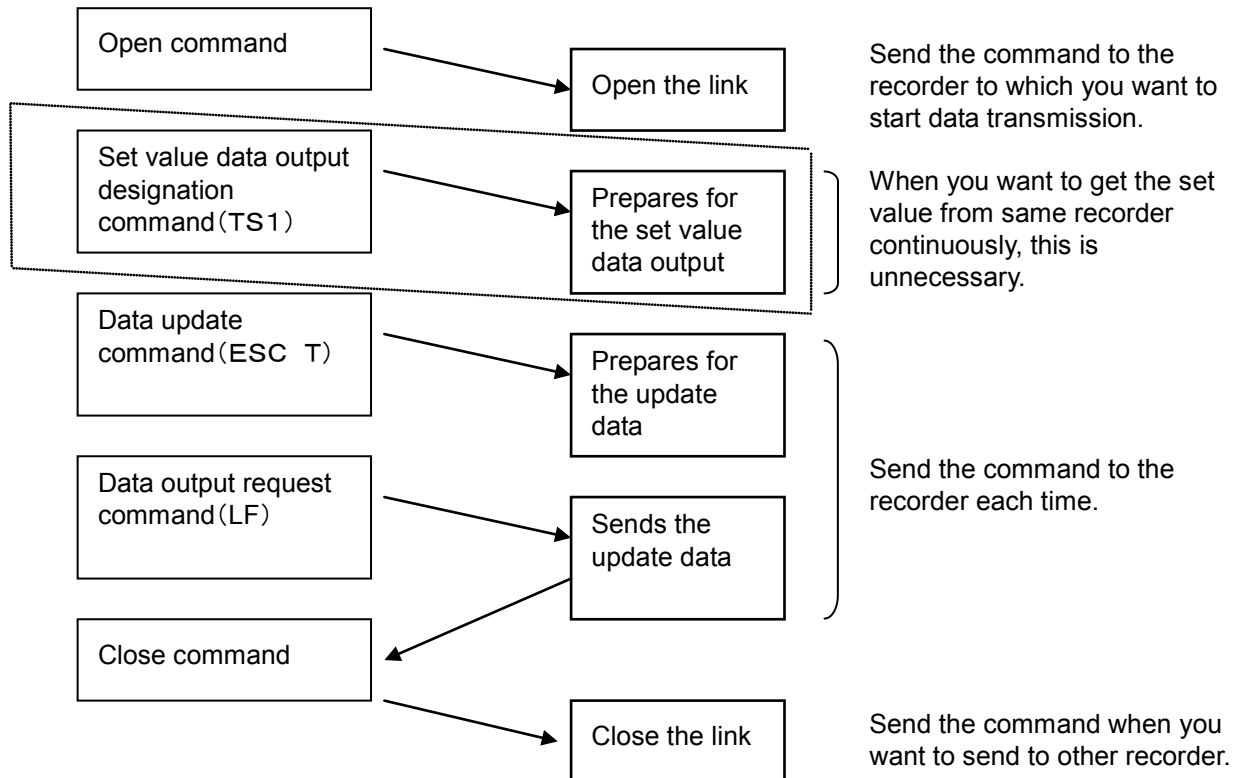 Open command
Open the link
Send the command to the
recorder to which you want to
start data transmission.
Set value data output
designation
command(TS1)
Prepares for
the set value
data output
When you want to get the set
value from same recorder
continuously, this is
unnecessary.
Data update
command(ESC T)
Prepares for
the update
data
Data output request
command(LF)
Sends the
update data
Send the command to the
recorder each time.
Close command
Close the link
Send the command when you
want to send to other recorder.